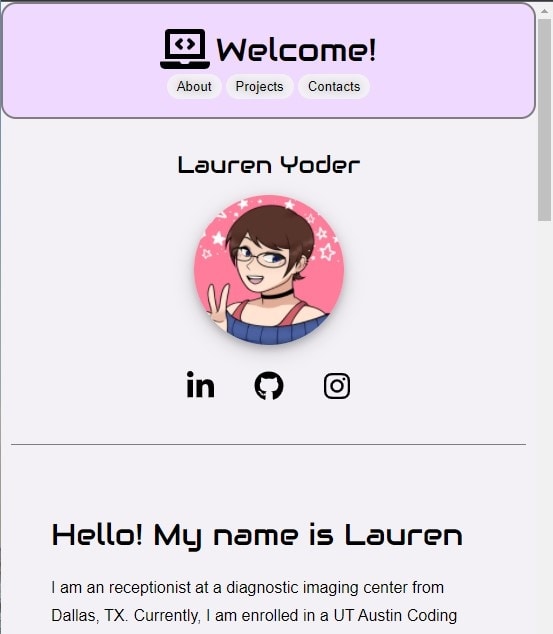 Welcome!
About Projects Contacts
Lauren Yoder
in
Hello! My name is Lauren
I am an receptionist at a diagnostic imaging center from
Dallas, TX. Currently, I am enrolled in a UT Austin Coding